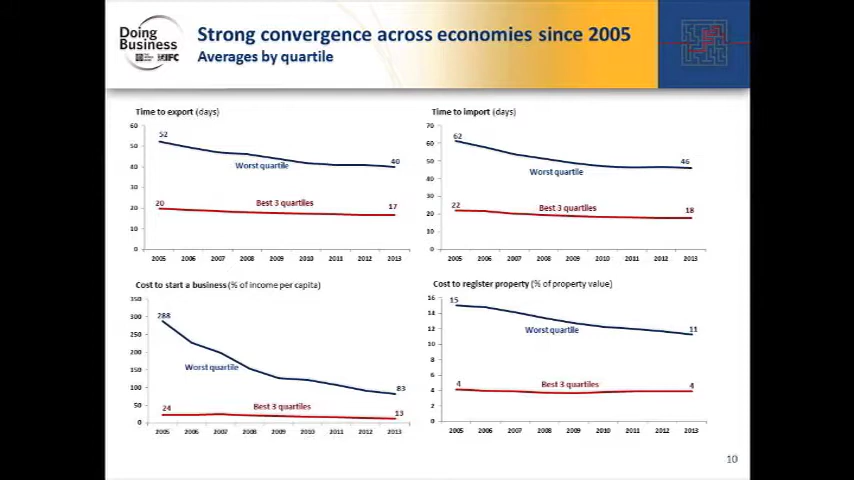 Doing
Business
IFC
Strong convergence across economies since 2005
Averages by quartile
Time to export (days)
60
50
40
30
20
10
0
52
40
Worst quartile
20
Best 3 quartiles
17
2005 2006 2007 2008 2009 2010 2011 2012 2013
Time to import (days)
70
60
50
40
30
20
10
0
62
46
Worst quartile
22
Best 3 quartiles
18
2005 2006 2007 2008 2009 2010 2011 2012 2013
Cost to start a business (% of income per capita)
350
300
250
200
150
100
50
0
288
Worst quartile
83
24
Best 3 quartiles
13
2005 2006 2007 2008 2009 2010 2011 2012 2013
Cost to register property (% of property value)
16
14
12
10
8
6
4
2
0
15
Worst quartile
11
4
Best 3 quartiles
4
2005 2006 2007 2008 2009 2010 2011 2012 2013
10